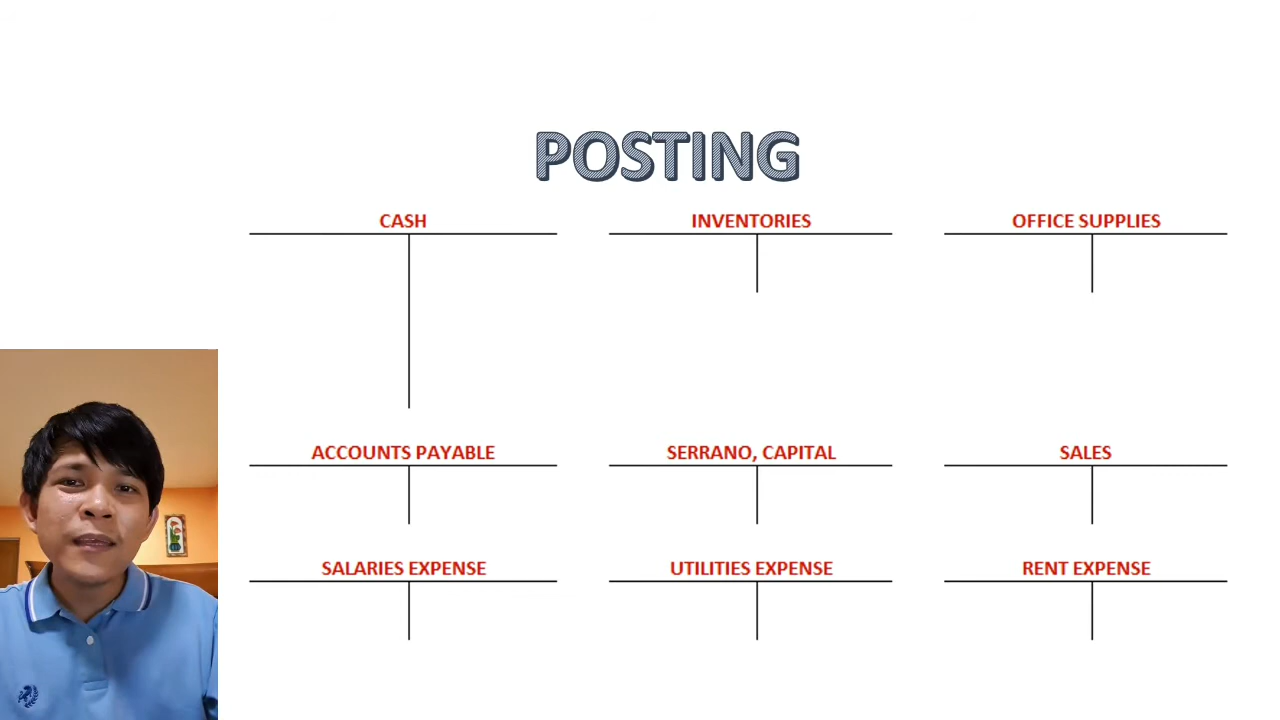 POSTING
CASH
INVENTORIES
OFFICE SUPPLIES
ACCOUNTS PAYABLE
SERRANO, CAPITAL
SALES
SALARIES EXPENSE
UTILITIES EXPENSE
RENT EXPENSE